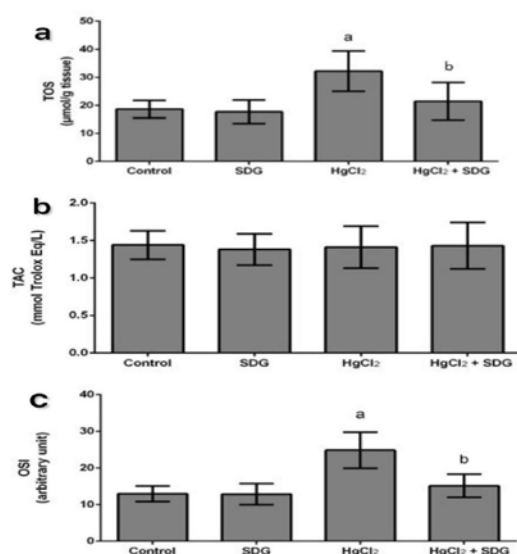 a
TOS
(µmol/g tissue)
50
40
30
20
10
0
a
b
Control SDG HgCl₂ HgCl₂ + SDG
b
TAC
(mmol Trolox Eq/L)
2.0
1.5
1.0
0.5
0.0
Control SDG HgCl₂ HgCl₂ + SDG
c
OSI
(arbitrary unit)
40
30
20
10
0
a
b
Control SDG HgCl₂ HgCl₂ + SDG